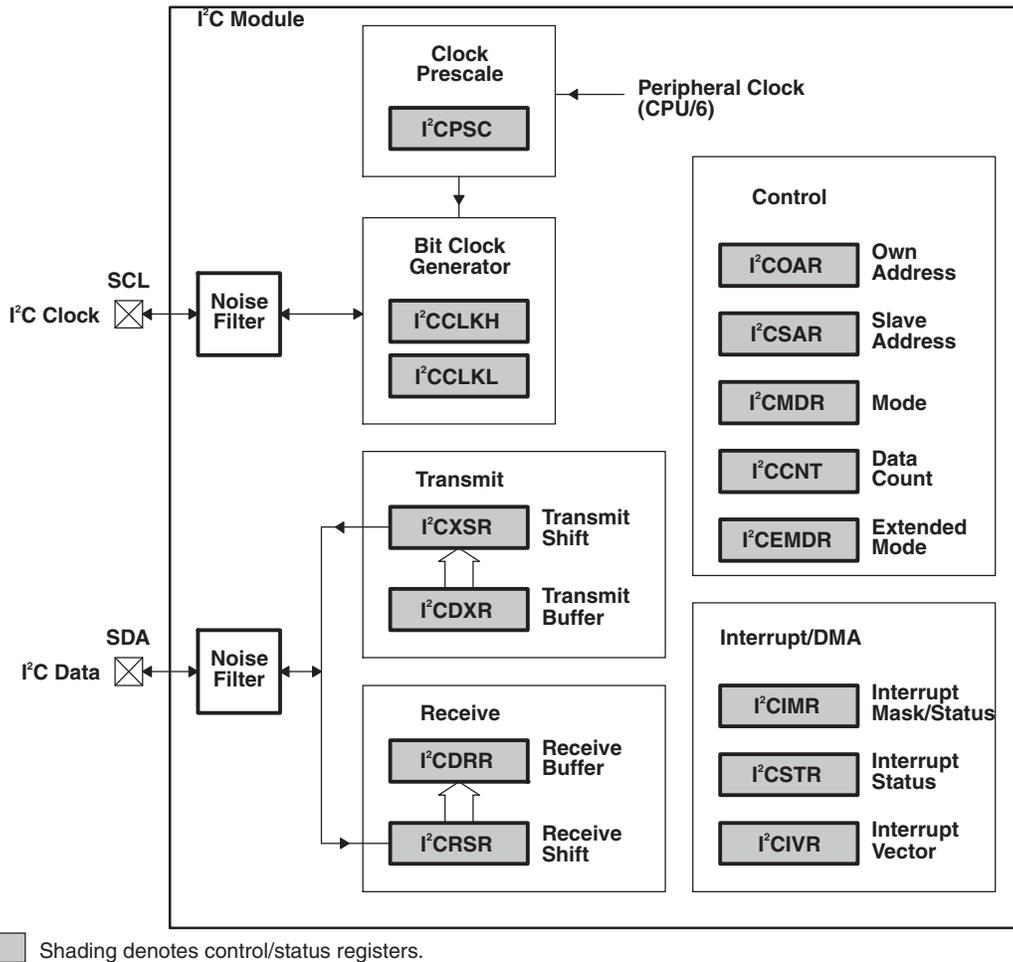 I²C Module
Clock
Prescale
I²CPSC
Peripheral Clock
(CPU/6)
Bit Clock
Generator
I²CCLKH
I²CCLKL
SCL
I²C Clock
Noise
Filter
Control
I²COAR
Own
Address
I²CSAR
Slave
Address
I²CMDR
Mode
I²CCNT
Data
Count
I²CEMDR
Extended
Mode
Transmit
I²CXSR
Transmit
Shift
I²CDXR
Transmit
Buffer
SDA
I²C Data
Noise
Filter
Receive
I²CDRR
Receive
Buffer
I²CRSR
Receive
Shift
Interrupt/DMA
I²CIMR
Interrupt
Mask/Status
I²CSTR
Interrupt
Status
I²CIVR
Interrupt
Vector
Shading denotes control/status registers.